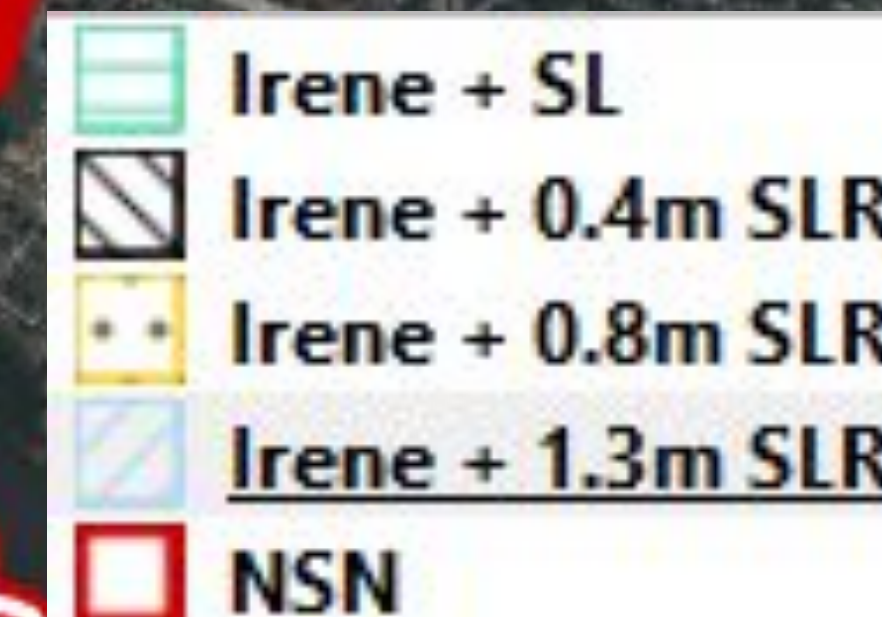 Irene + SL
Irene + 0.4m SLR
Irene + 0.8m SLR
Irene + 1.3m SLR
NSN